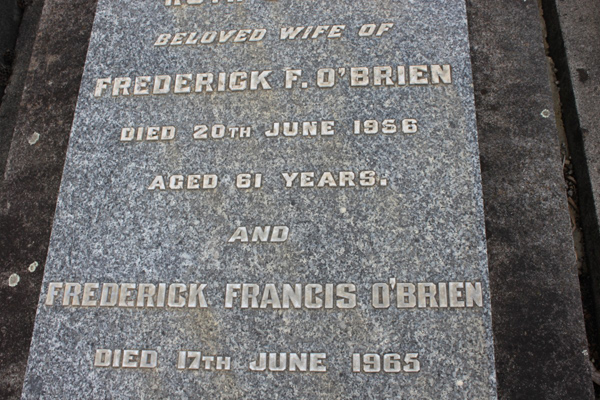 BELOVED WIFE OF
FREDERICK F. O'BRIEN
DIED 20TH JUNE 1956
AGED 61 YEARS.
AND
FREDERICK FRANCIS O'BRIEN
DIED 17TH JUNE 1965